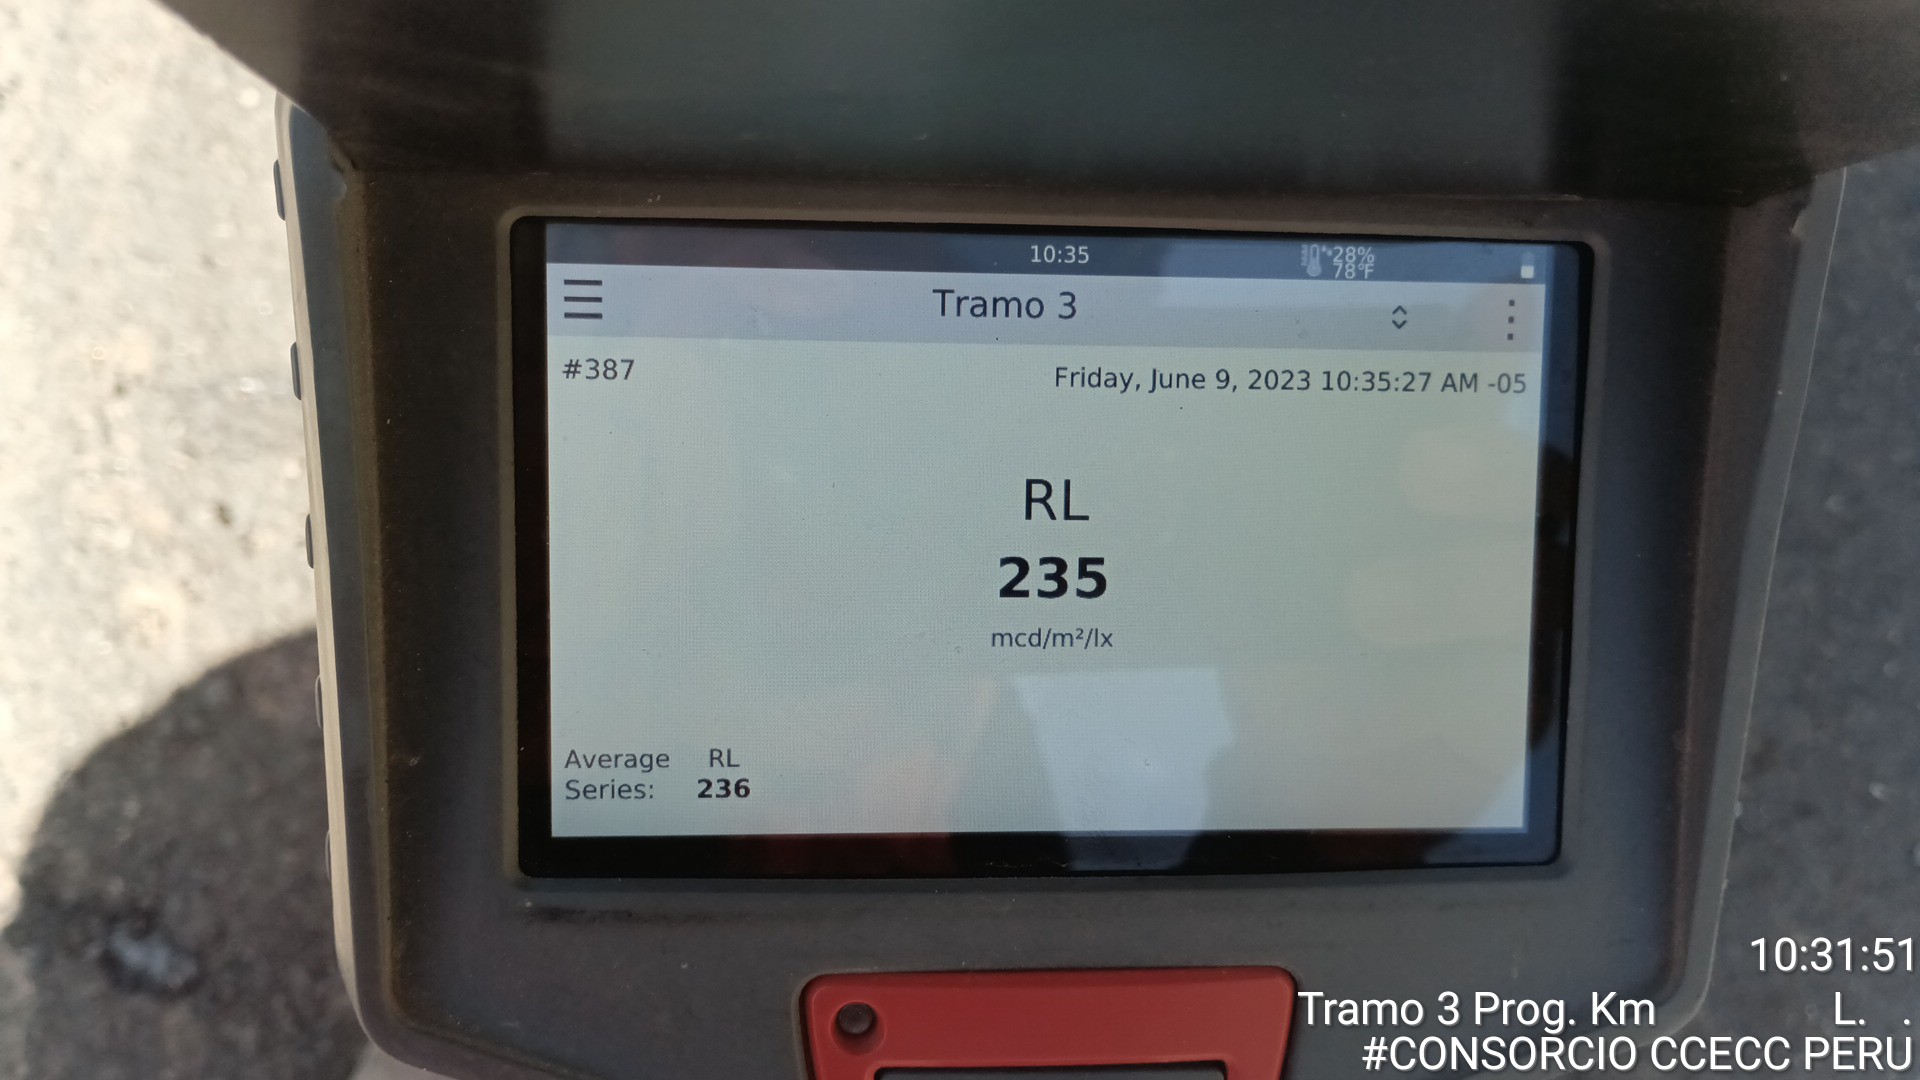 10:35
28%
78°F
Tramo 3
#387
Friday, June 9, 2023 10:35:27 AM -05
RL
235
mcd/m²/lx
Average RL
Series: 236
10:31:51
Tramo 3 Prog. Km L. .
#CONSORCIO CCECC PERU